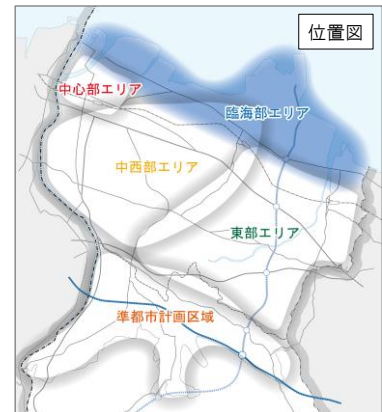 位置図
中心部エリア
臨海部エリア
中西部エリア
東部エリア
準都市計画区域